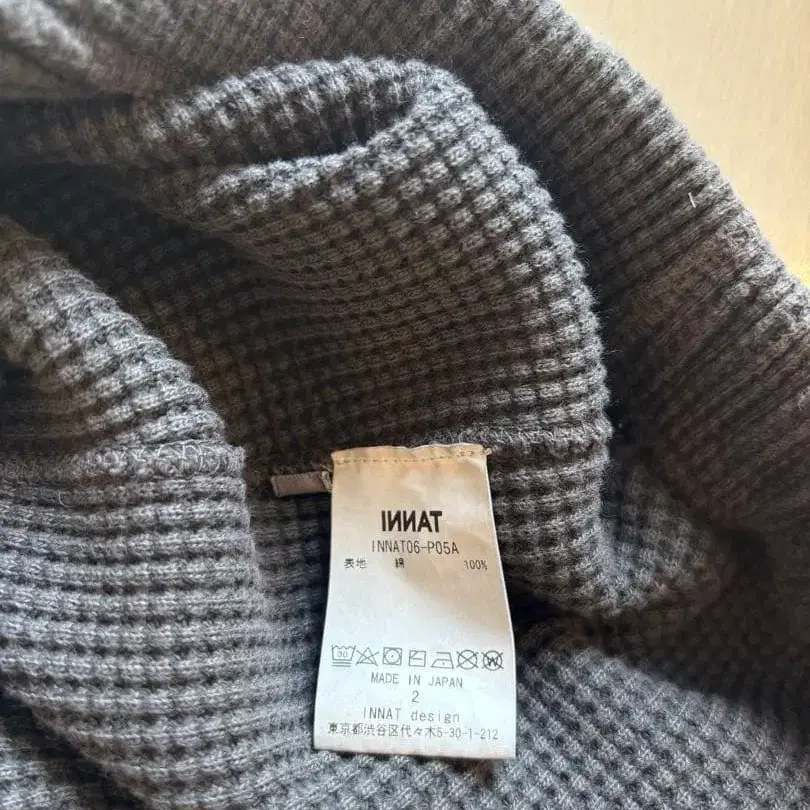 INNAT
INNAT06-P05A
表地 綿 100%
30
MADE IN JAPAN
2
INNAT design
東京都渋谷区代々木5-30-1-212